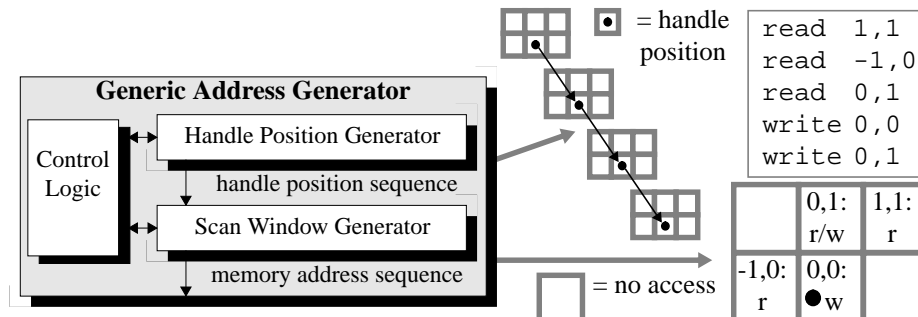 Generic Address Generator
Control
Logic
Handle Position Generator
handle position sequence
Scan Window Generator
memory address sequence
= handle
position
read 1,1
read -1,0
read 0,1
write 0,0
write 0,1
= no access
0,1:
r/w
1,1:
r
-1,0:
r
0,0:
w